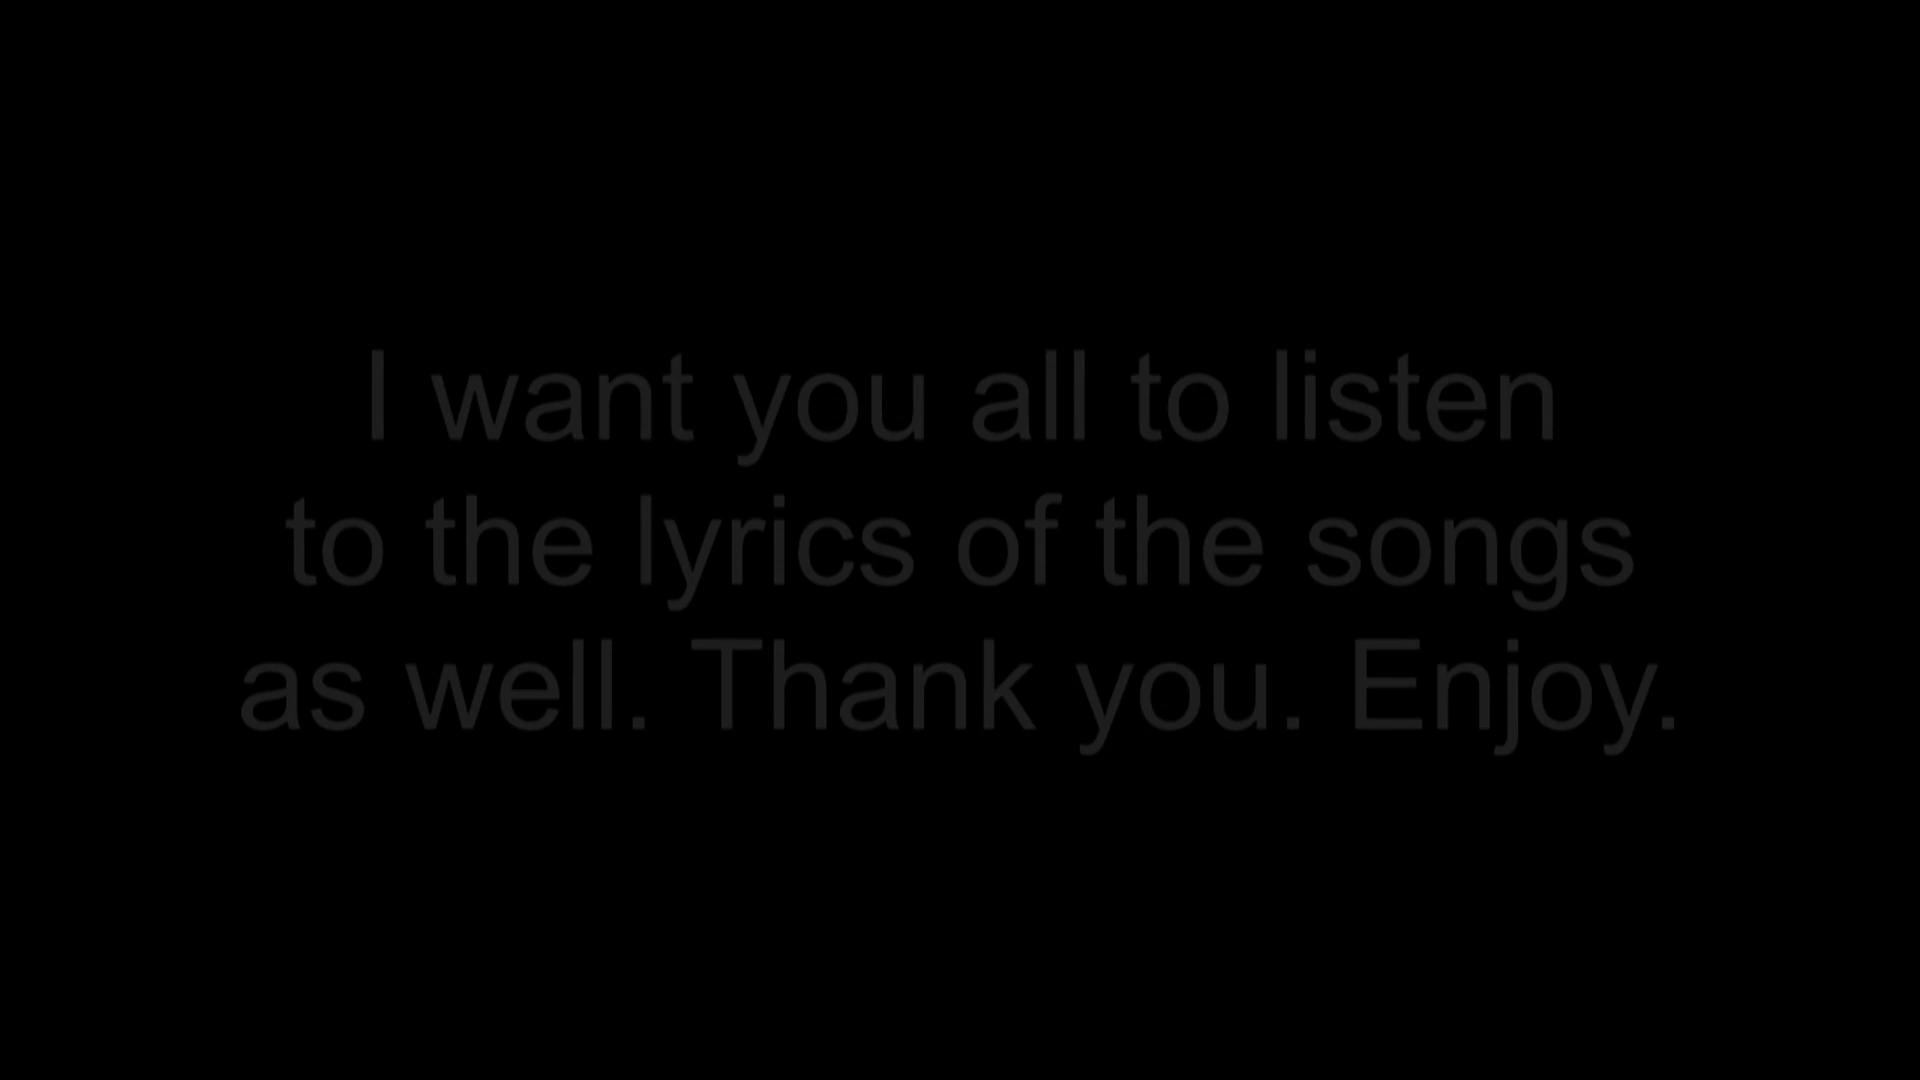 I want you all to listen
to the lyrics of the songs
as well. Thank you. Enjoy.